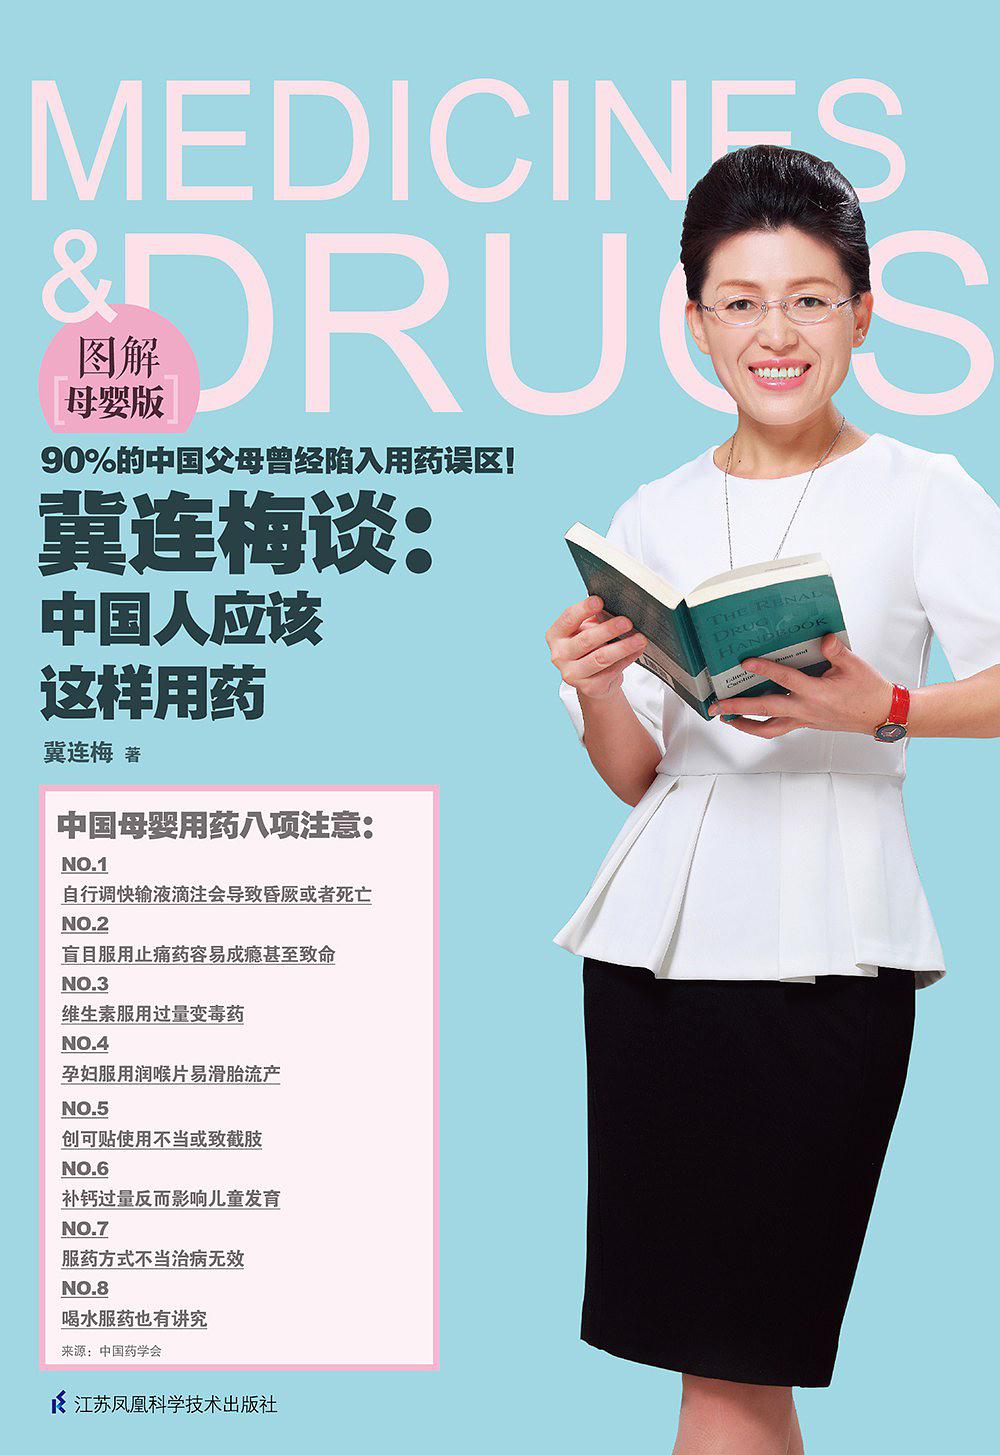 MEDICINES
&DRUGS
图解
[母婴版]
90%的中国父母曾经陷入用药误区!
冀连梅谈:
中国人应该
这样用药
冀连梅 著
THE RENAL
DRUG
HANDBOOK
中国母婴用药八项注意:
NO.1
自行调快输液滴注会导致昏厥或者死亡
NO.2
盲目服用止痛药容易成瘾甚至致命
NO.3
维生素服用过量变毒药
NO.4
孕妇服用润喉片易滑胎流产
NO.5
创可贴使用不当或致截肢
NO.6
补钙过量反而影响儿童发育
NO.7
服药方式不当治病无效
NO.8
喝水服药也有讲究
来源:中国药学会
江苏凤凰科学技术出版社